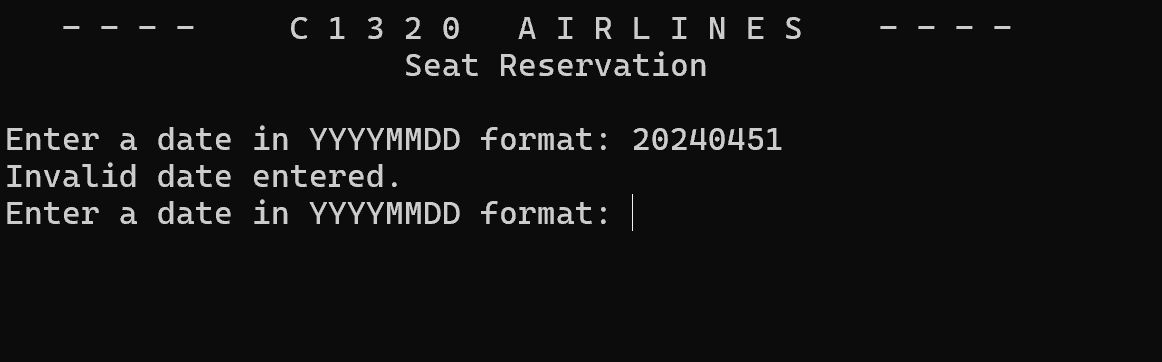 - - - -     C 1 3 2 0   A I R L I N E S    - - - -
Seat Reservation
Enter a date in YYYYMMDD format: 20240451
Invalid date entered.
Enter a date in YYYYMMDD format: